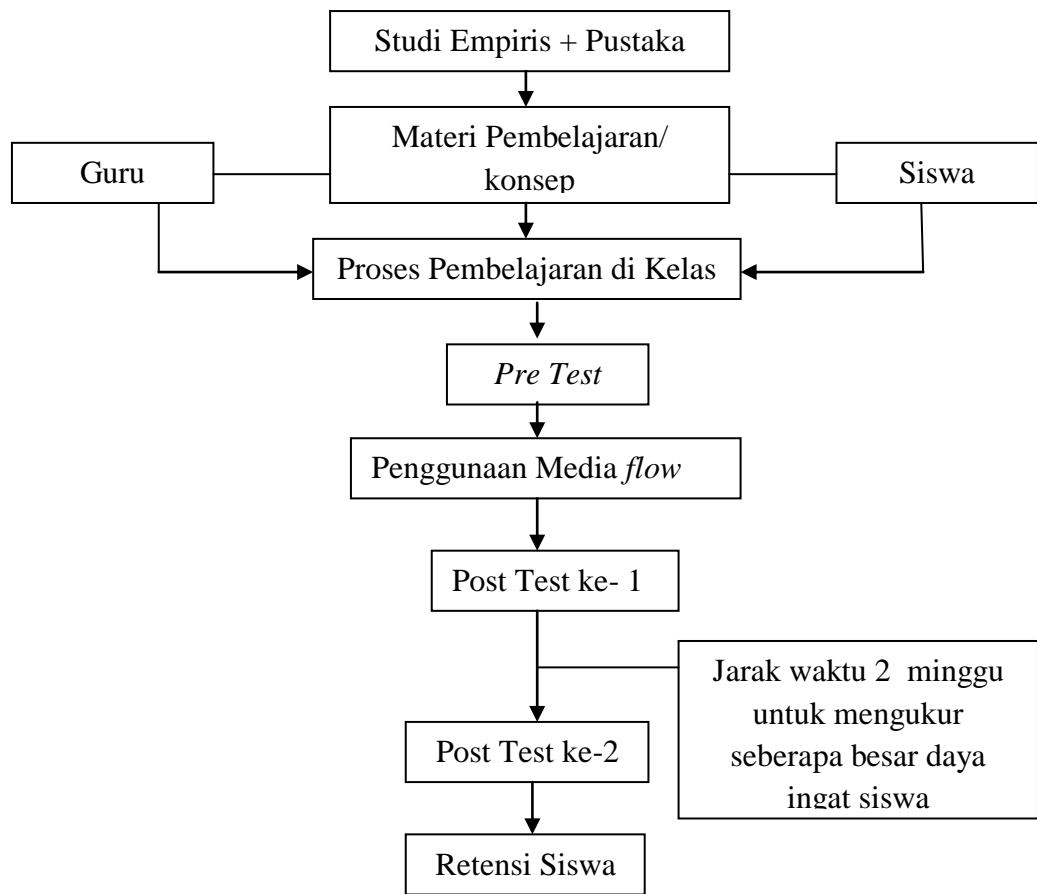 Studi Empiris + Pustaka
Materi Pembelajaran/
konsep
Guru
Siswa
Proses Pembelajaran di Kelas
Pre Test
Penggunaan Media flow
Post Test ke- 1
Jarak waktu 2 minggu
untuk mengukur
seberapa besar daya
ingat siswa
Post Test ke-2
Retensi Siswa